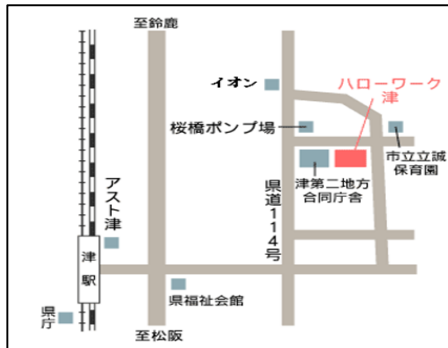 至鈴鹿
イオン
ハローワーク
津
桜橋ポンプ場
市立立誠
保育園
津第二地方
合同庁舎
アスト津
県道114号
津駅
県福祉会館
県庁
至松阪